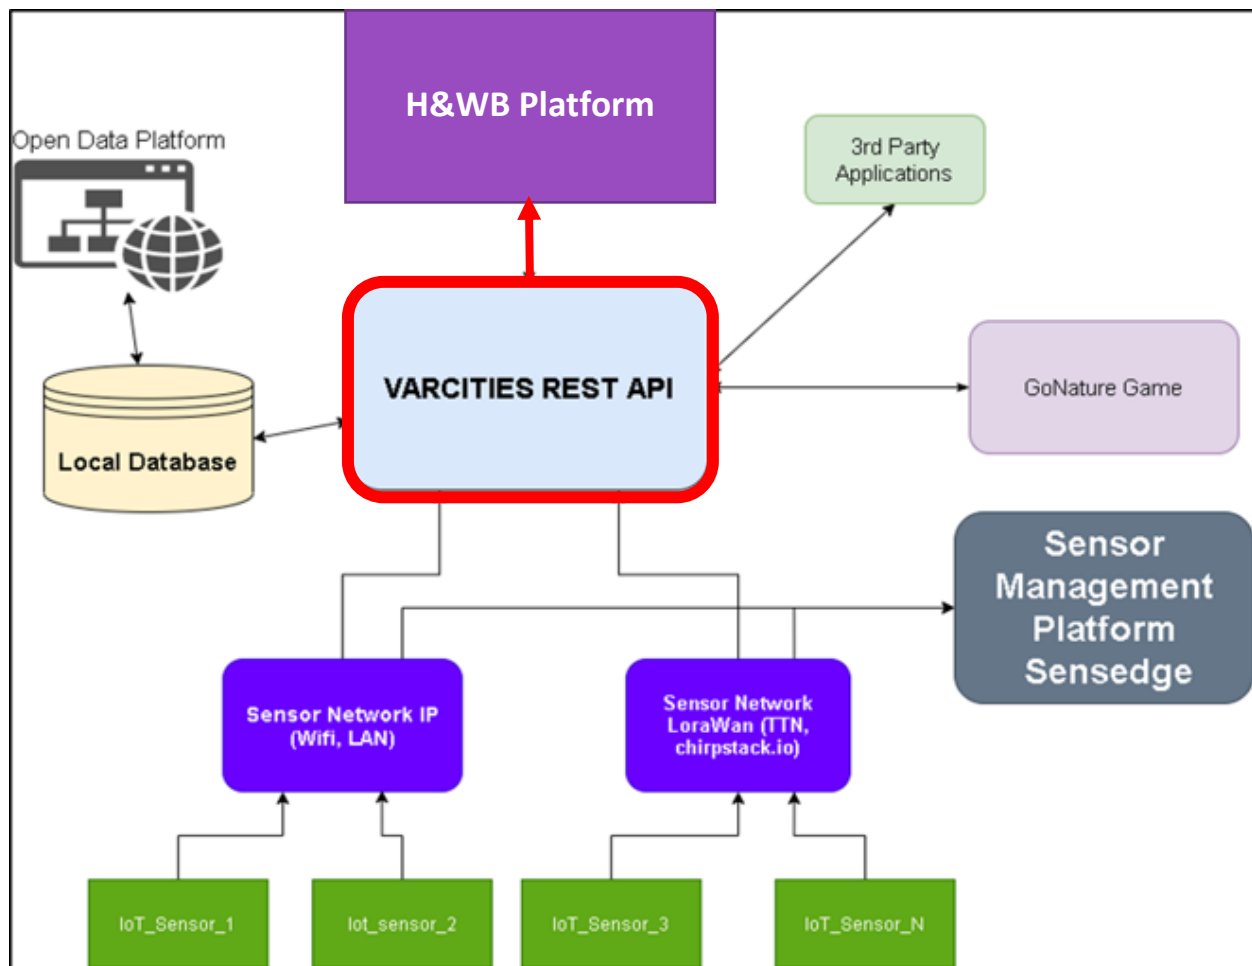 H&WB Platform
Open Data Platform
3rd Party
Applications
VARCITIES REST API
GoNature Game
Local Database
Sensor
Management
Platform
Sensedge
Sensor Network IP
(Wifi, LAN)
Sensor Network
LoraWan (TTN,
chirpstack.io)
IoT_Sensor_1
Iot_sensor_2
IoT_Sensor_3
IoT_Sensor_N